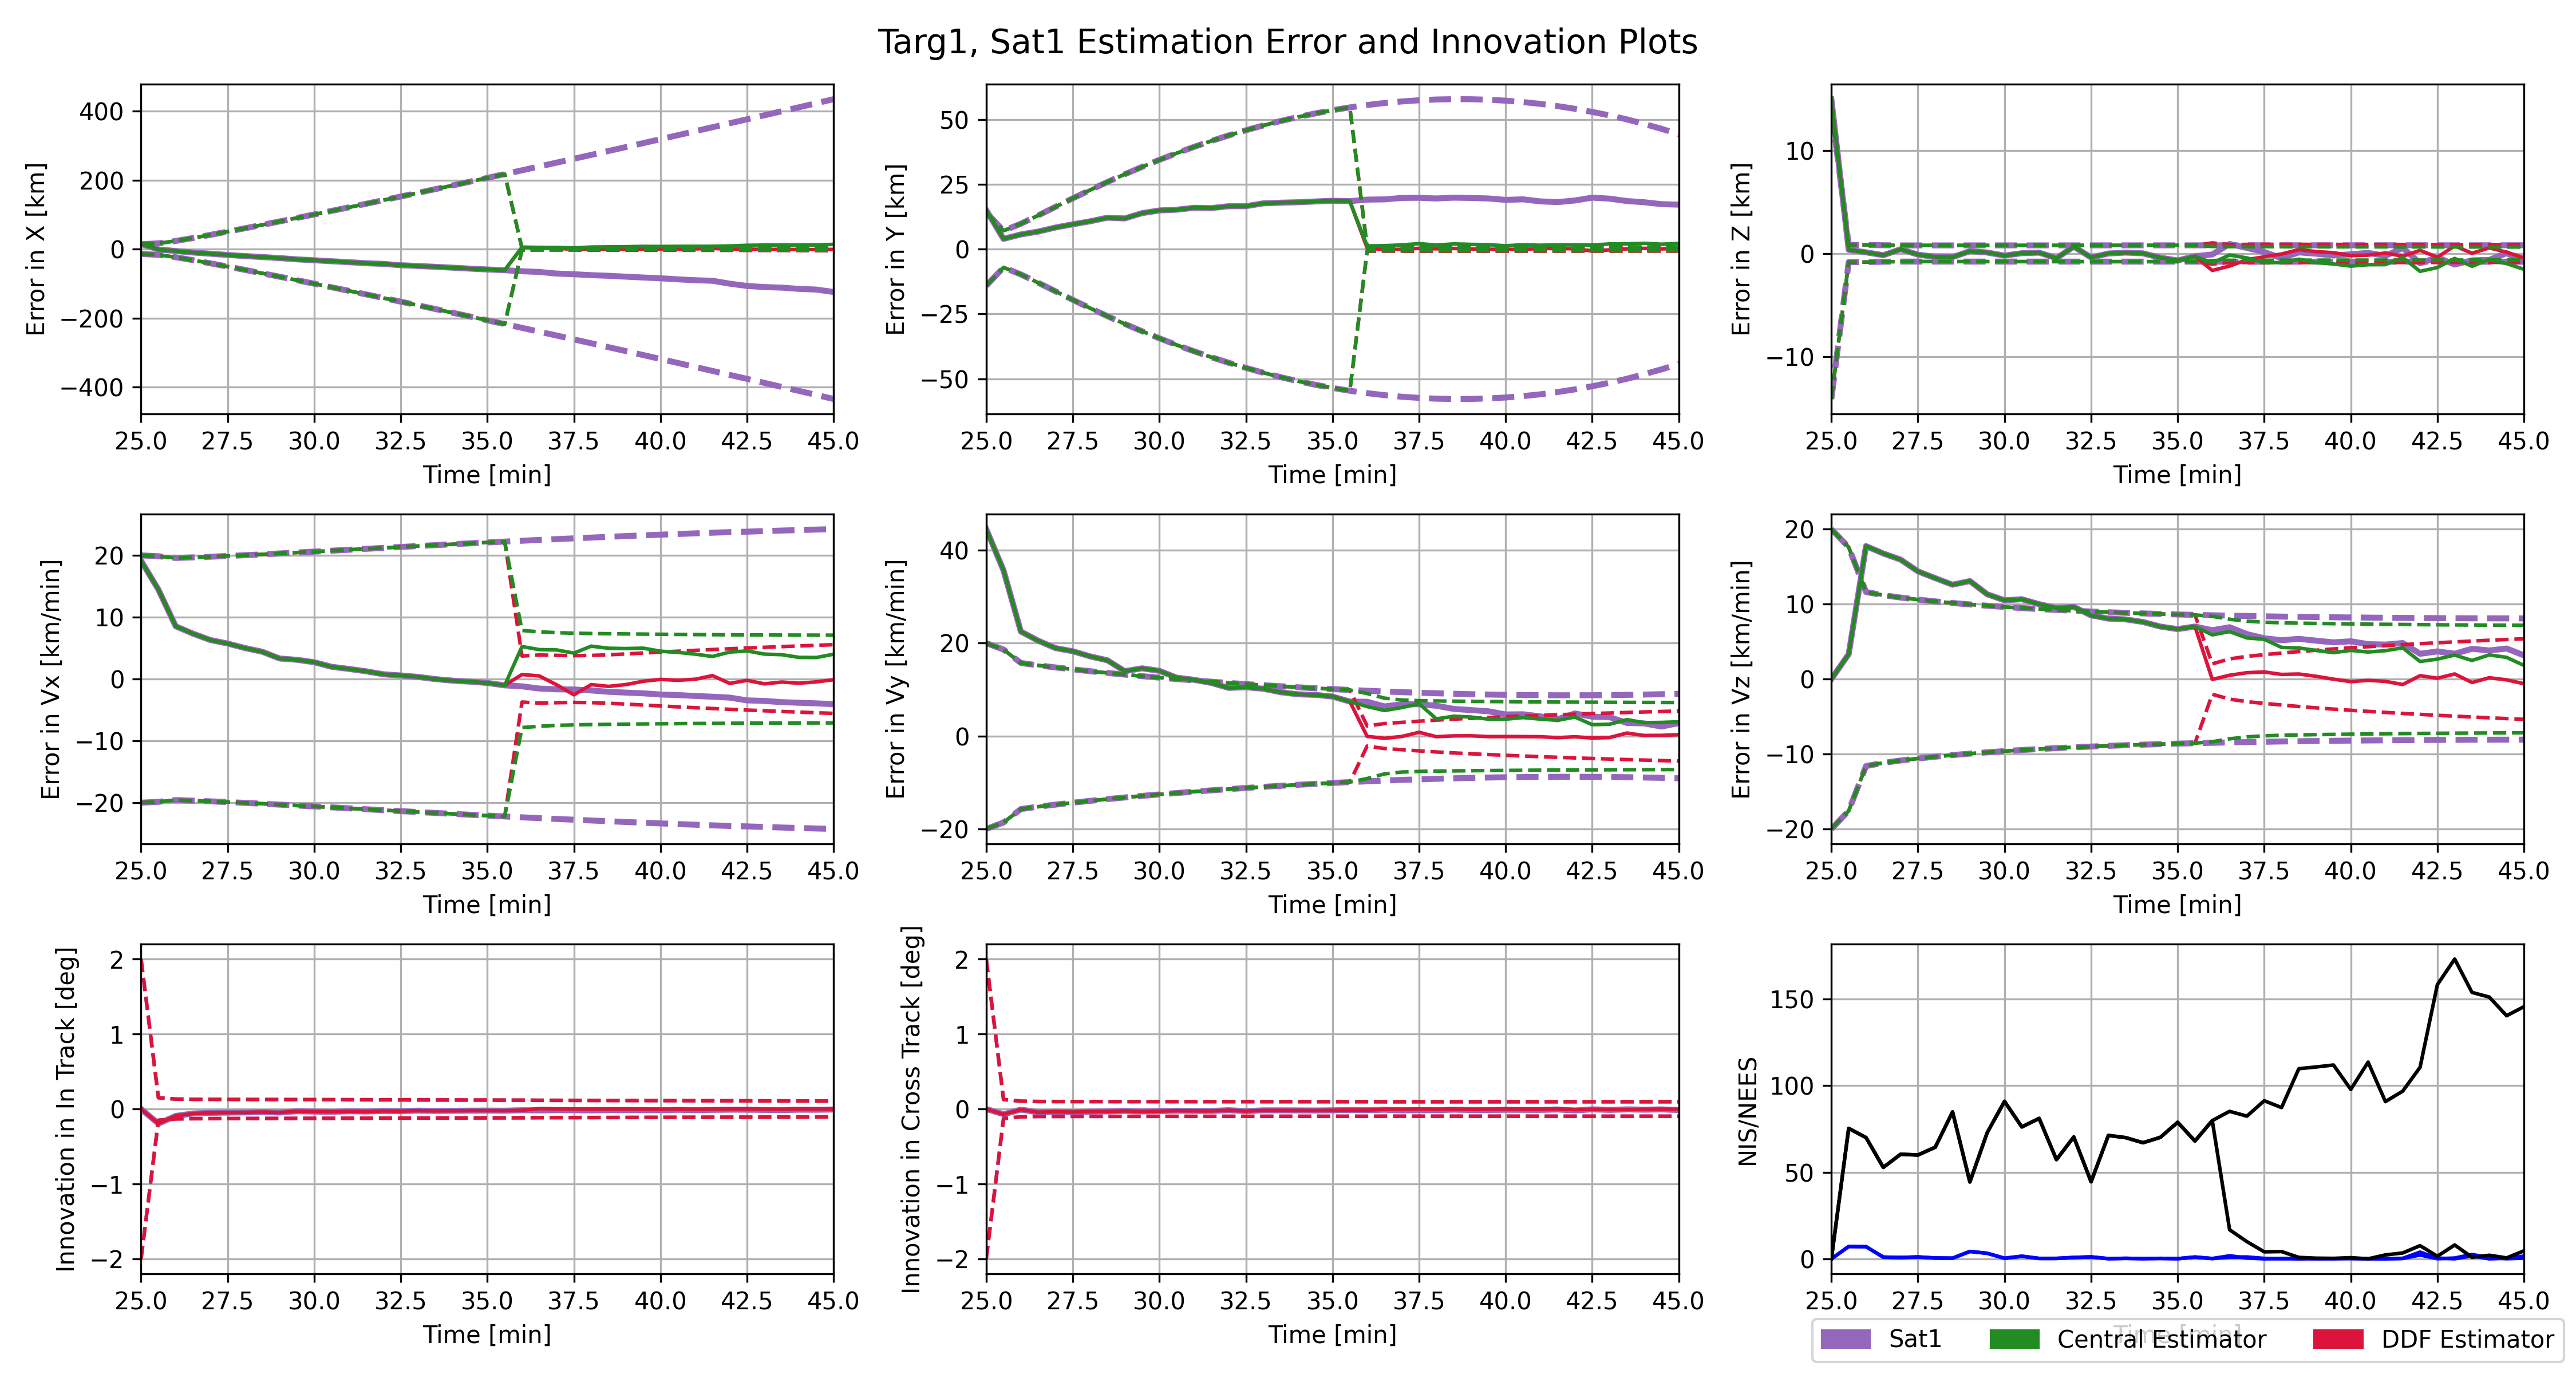 Targ1, Sat1 Estimation Error and Innovation Plots
Error in X [km]
400
200
0
−200
−400
25.0 27.5 30.0 32.5 35.0 37.5 40.0 42.5 45.0
Time [min]
Error in Y [km]
50
25
0
−25
−50
25.0 27.5 30.0 32.5 35.0 37.5 40.0 42.5 45.0
Time [min]
Error in Z [km]
10
0
−10
25.0 27.5 30.0 32.5 35.0 37.5 40.0 42.5 45.0
Time [min]
Error in Vx [km/min]
20
10
0
−10
−20
25.0 27.5 30.0 32.5 35.0 37.5 40.0 42.5 45.0
Time [min]
Error in Vy [km/min]
40
20
0
−20
25.0 27.5 30.0 32.5 35.0 37.5 40.0 42.5 45.0
Time [min]
Error in Vz [km/min]
20
10
0
−10
−20
25.0 27.5 30.0 32.5 35.0 37.5 40.0 42.5 45.0
Time [min]
Innovation in In Track [deg]
2
1
0
−1
−2
25.0 27.5 30.0 32.5 35.0 37.5 40.0 42.5 45.0
Time [min]
Innovation in Cross Track [deg]
2
1
0
−1
−2
25.0 27.5 30.0 32.5 35.0 37.5 40.0 42.5 45.0
Time [min]
NIS/NEES
150
100
50
0
25.0 27.5 30.0 32.5 35.0 37.5 40.0 42.5 45.0
Time [min]
Sat1 Central Estimator DDF Estimator